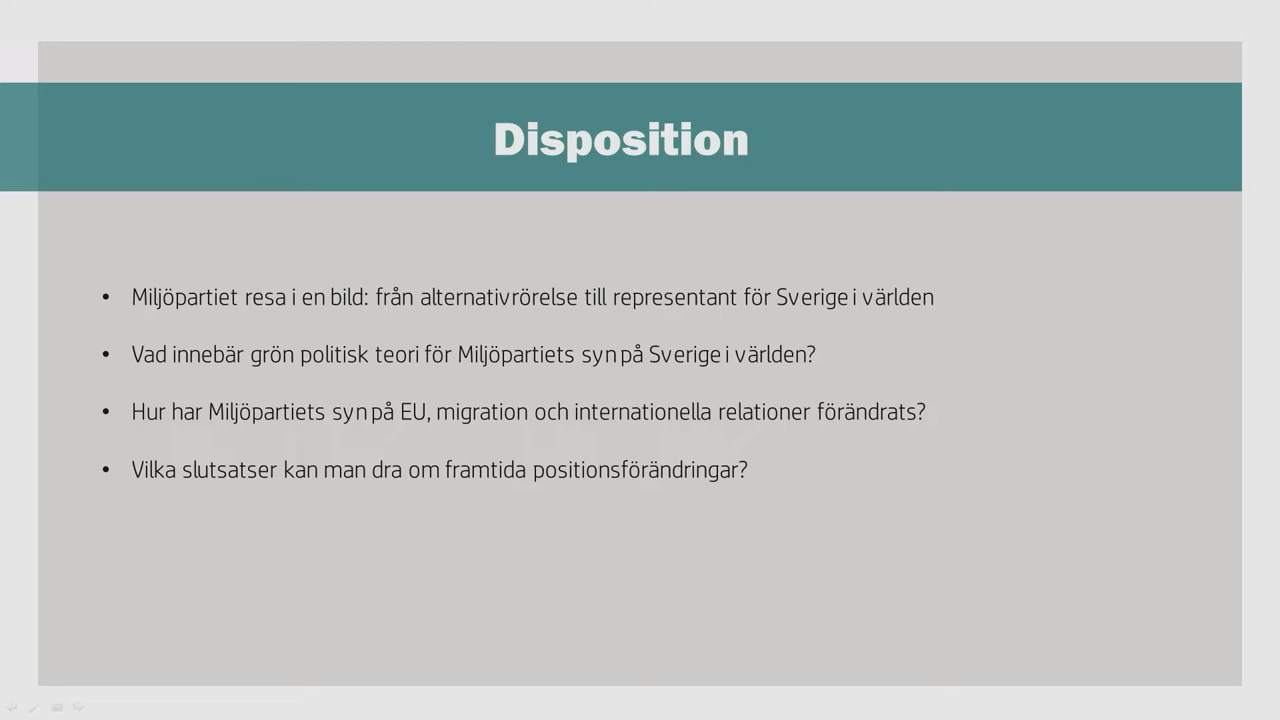 Disposition
• Miljöpartiet resa i en bild: från alternativrörelse till representant för Sverige i världen
• Vad innebär grön politisk teori för Miljöpartiets syn på Sverige i världen?
• Hur har Miljöpartiets syn på EU, migration och internationella relationer förändrats?
• Vilka slutsatser kan man dra om framtida positionsförändringar?